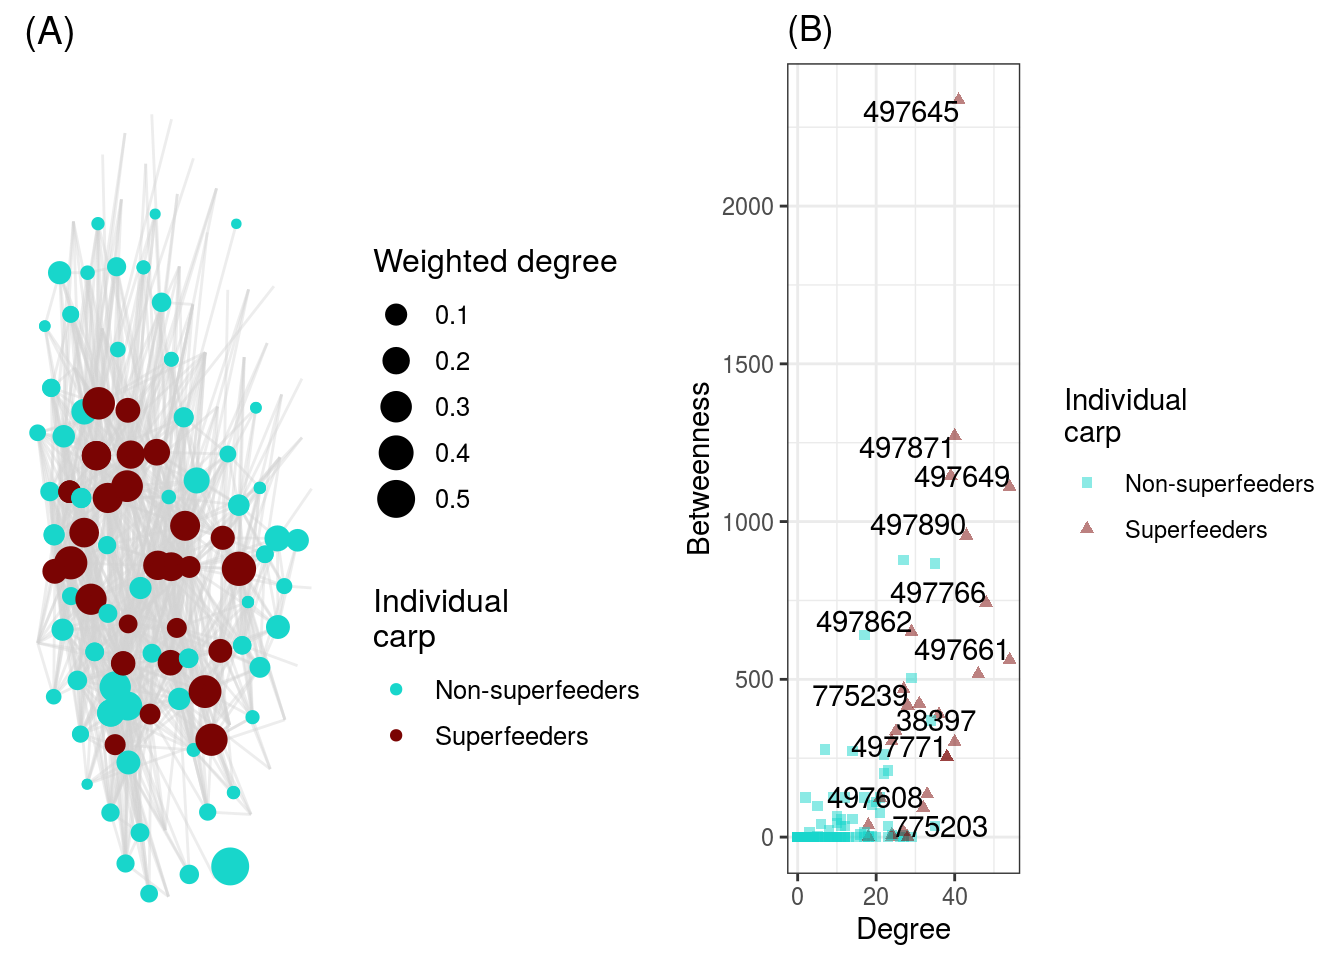 (A)
Weighted degree
0.1
0.2
0.3
0.4
0.5
Individual
carp
Non-superfeeders
Superfeeders
(B)
Betweenness
2000
1500
1000
500
0
497645
497871
497649
497890
497766
497862
497661
775239
38397
497771
497608
775203
0 20 40
Degree
Individual
carp
Non-superfeeders
Superfeeders